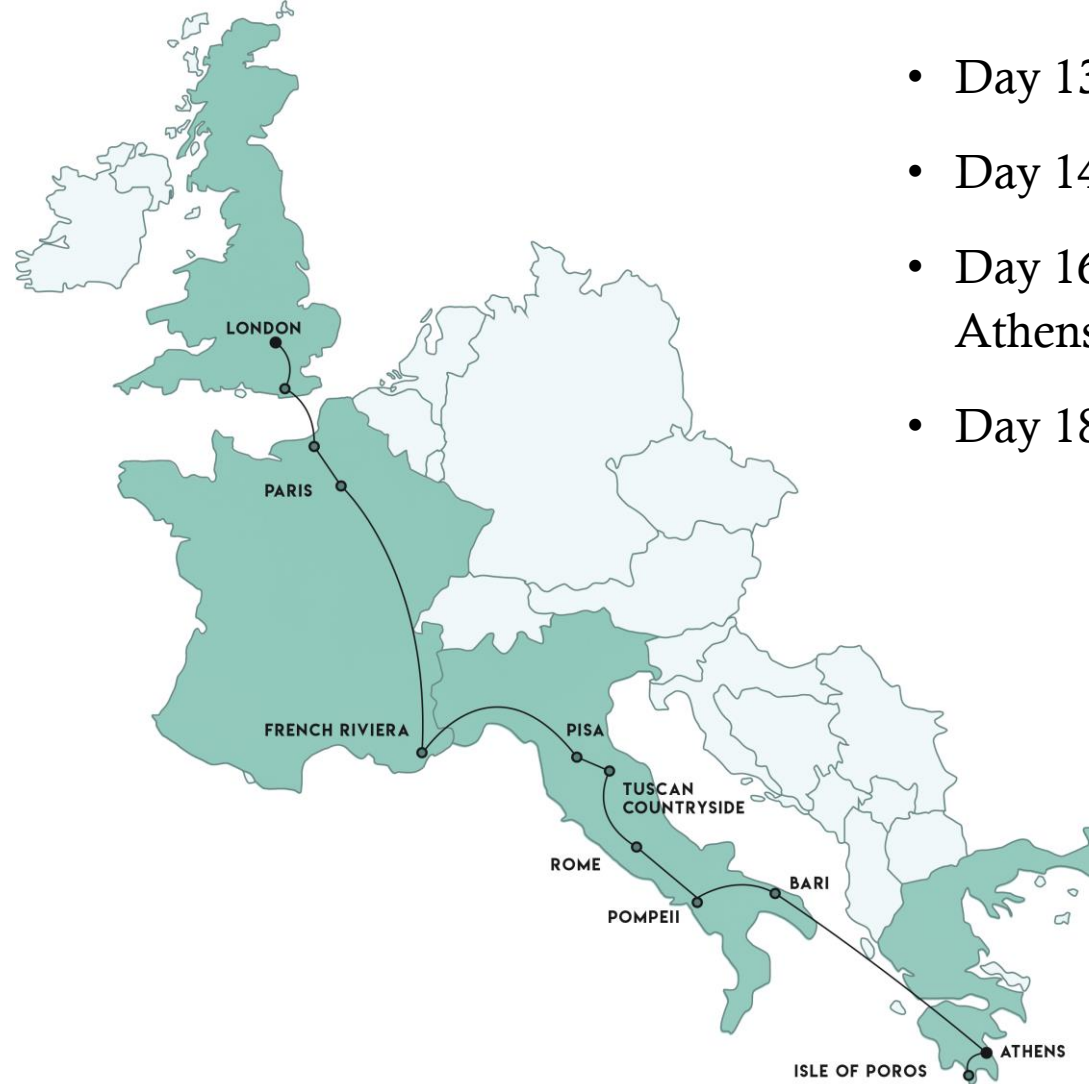 LONDON
PARIS
FRENCH RIVIERA
PISA
TUSCAN
COUNTRYSIDE
ROME
POMPEII
BARI
ATHENS
ISLE OF POROS
• Day 13
• Day 14
• Day 16
Athens
• Day 18